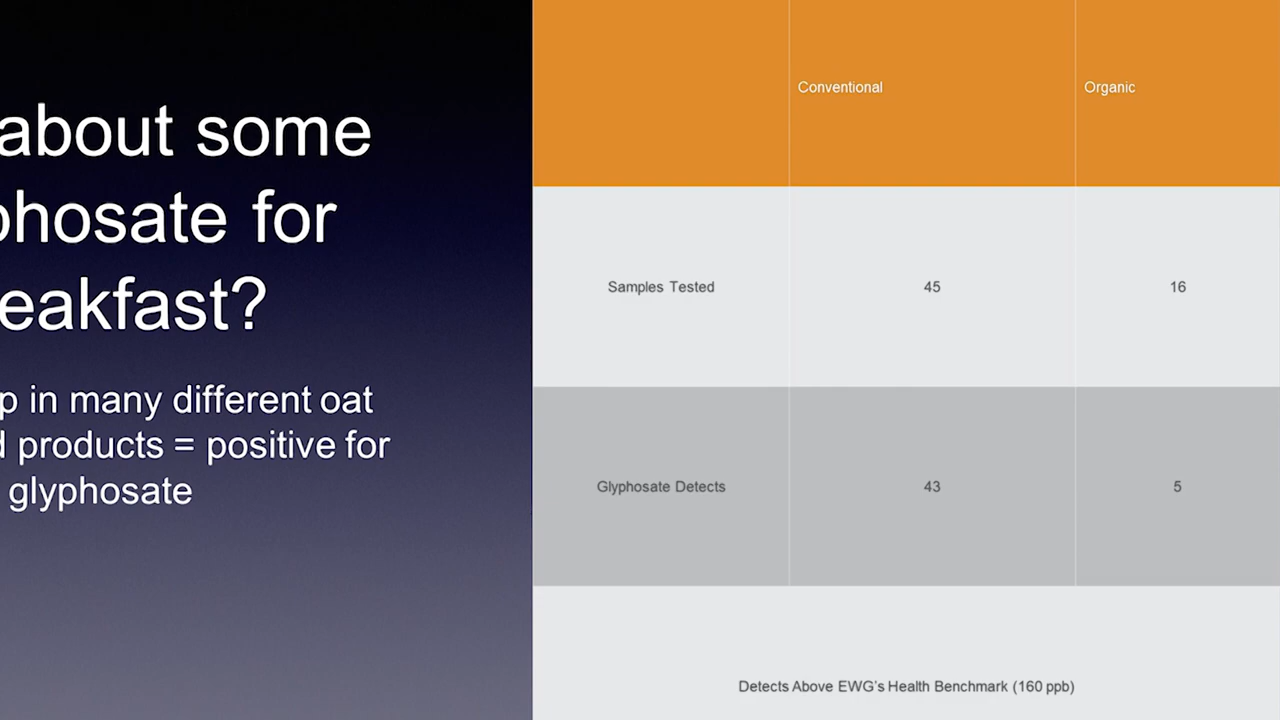 about some
phosate for
eakfast?
p in many different oat
d products = positive for
glyphosate
Conventional Organic
Samples Tested 45 16
Glyphosate Detects 43 5
Detects Above EWG's Health Benchmark (160 ppb)